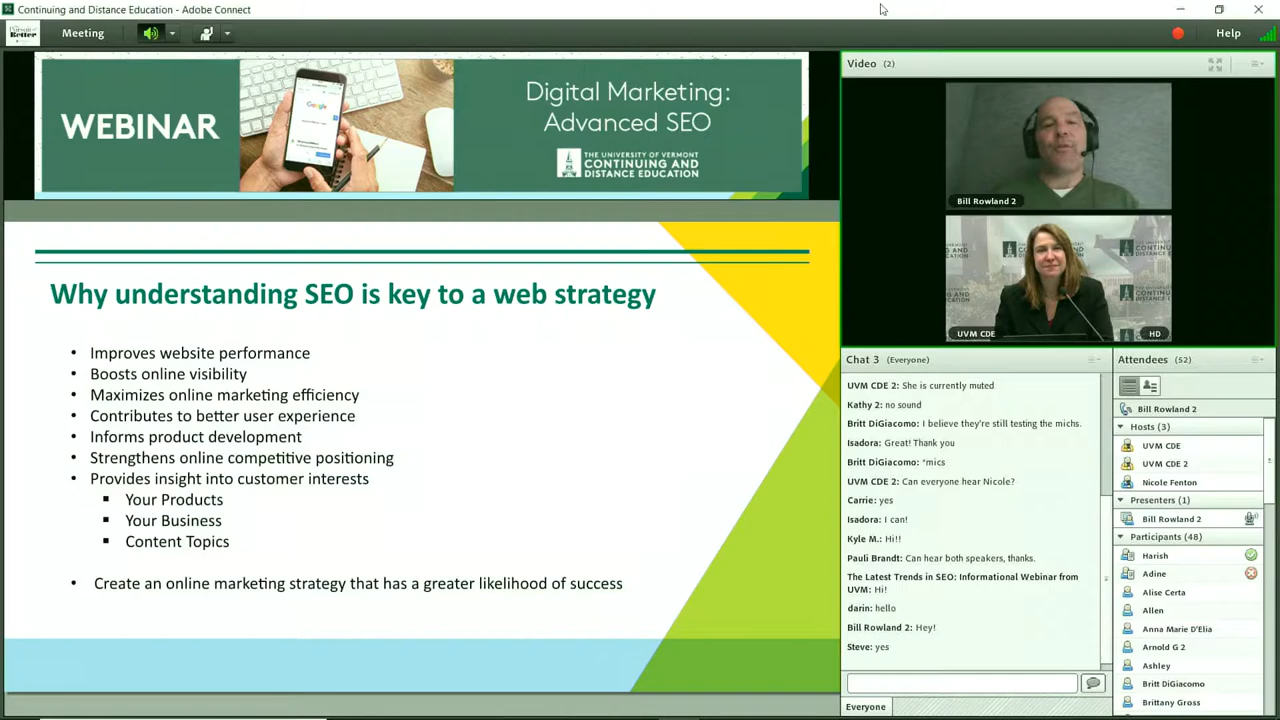 Continuing and Distance Education - Adobe Connect
Meeting
Help
WEBINAR
Google
Digital Marketing:
Advanced SEO
THE UNIVERSITY OF VERMONT
CONTINUING AND
DISTANCE EDUCATION
Why understanding SEO is key to a web strategy
• Improves website performance
• Boosts online visibility
• Maximizes online marketing efficiency
• Contributes to better user experience
• Informs product development
• Strengthens online competitive positioning
• Provides insight into customer interests
▪ Your Products
▪ Your Business
▪ Content Topics
• Create an online marketing strategy that has a greater likelihood of success
Video (2)
Bill Rowland 2
UVM CDE
HD
Chat 3 (Everyone)
UVM CDE 2: She is currently muted
Kathy 2: no sound
Britt DiGiacomo: I believe they're still testing the michs.
Isadora: Great! Thank you
Britt DiGiacomo: *mics
UVM CDE 2: Can everyone hear Nicole?
Carrie: yes
Isadora: I can!
Kyle M.: Hi!!
Pauli Brandt: Can hear both speakers, thanks.
The Latest Trends in SEO: Informational Webinar from
UVM: Hi!
darin: hello
Bill Rowland 2: Hey!
Steve: yes
Everyone
Attendees (52)
Bill Rowland 2
Hosts (3)
UVM CDE
UVM CDE 2
Nicole Fenton
Presenters (1)
Bill Rowland 2
Participants (48)
Harish
Adine
Alise Certa
Allen
Anna Marie D'Elia
Arnold G 2
Ashley
Britt DiGiacomo
Brittany Gross